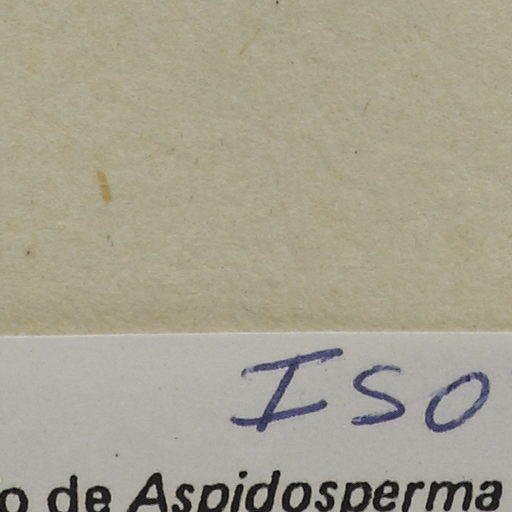 ISO
o de Aspidosperma